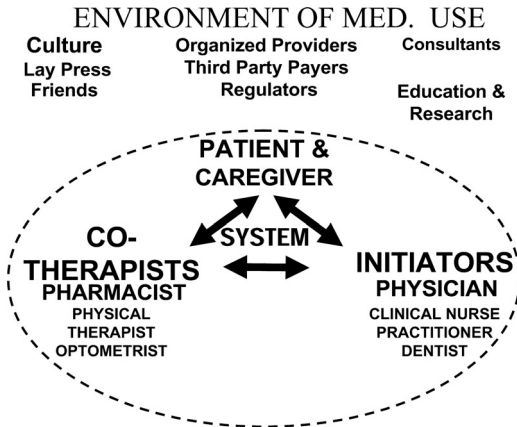 ENVIRONMENT OF MED. USE
Culture
Lay Press
Friends
Organized Providers
Third Party Payers
Regulators
Consultants
Education &
Research
PATIENT &
CAREGIVER
SYSTEM
CO-
THERAPISTS
PHARMACIST
PHYSICAL
THERAPIST
OPTOMETRIST
INITIATORS
PHYSICIAN
CLINICAL NURSE
PRACTITIONER
DENTIST